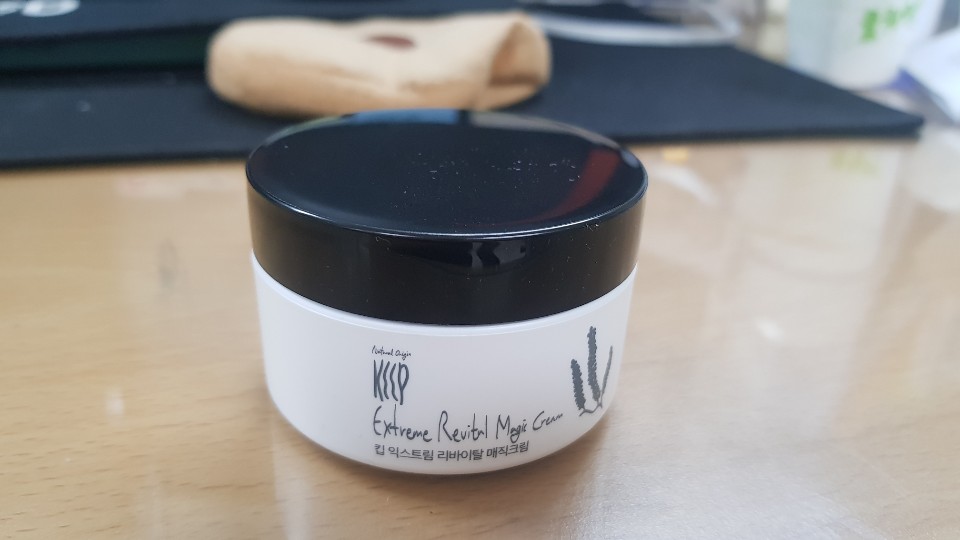 Natural Origin
KEEP
Extreme Revital Magic Cream
킵 익스트림 리바이탈 매직크림